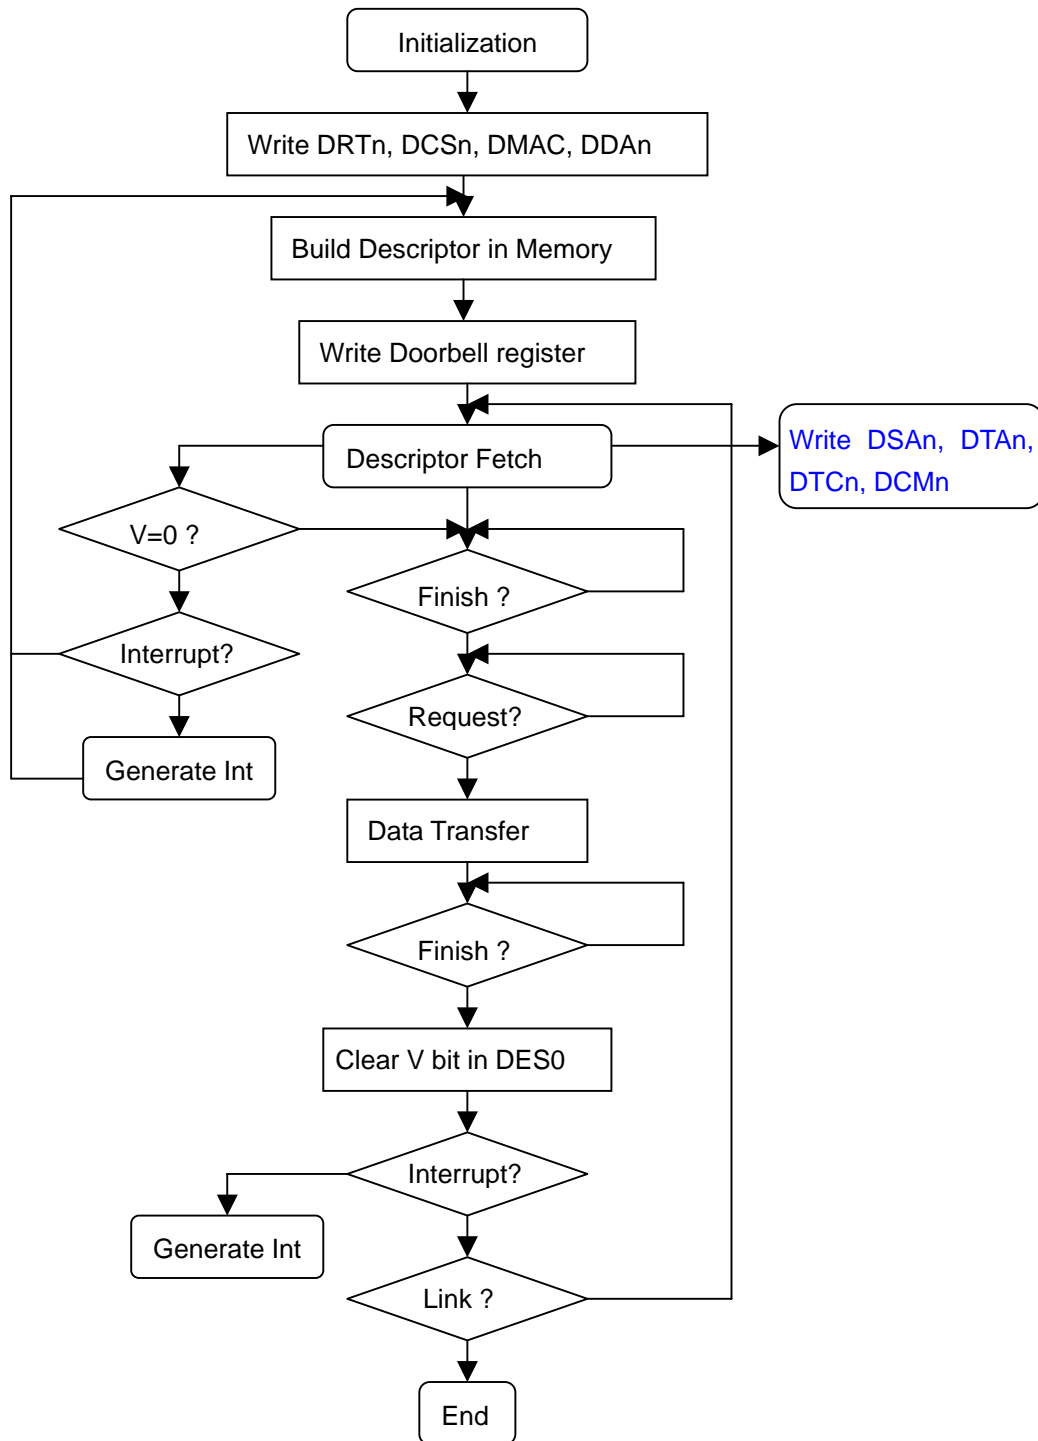 Initialization
Write DRTn, DCSn, DMAC, DDAn
Build Descriptor in Memory
Write Doorbell register
Descriptor Fetch
Write DSAn, DTAn,
DTCn, DCMn
V=0 ?
Finish ?
Interrupt?
Request?
Generate Int
Data Transfer
Finish ?
Clear V bit in DES0
Interrupt?
Generate Int
Link ?
End